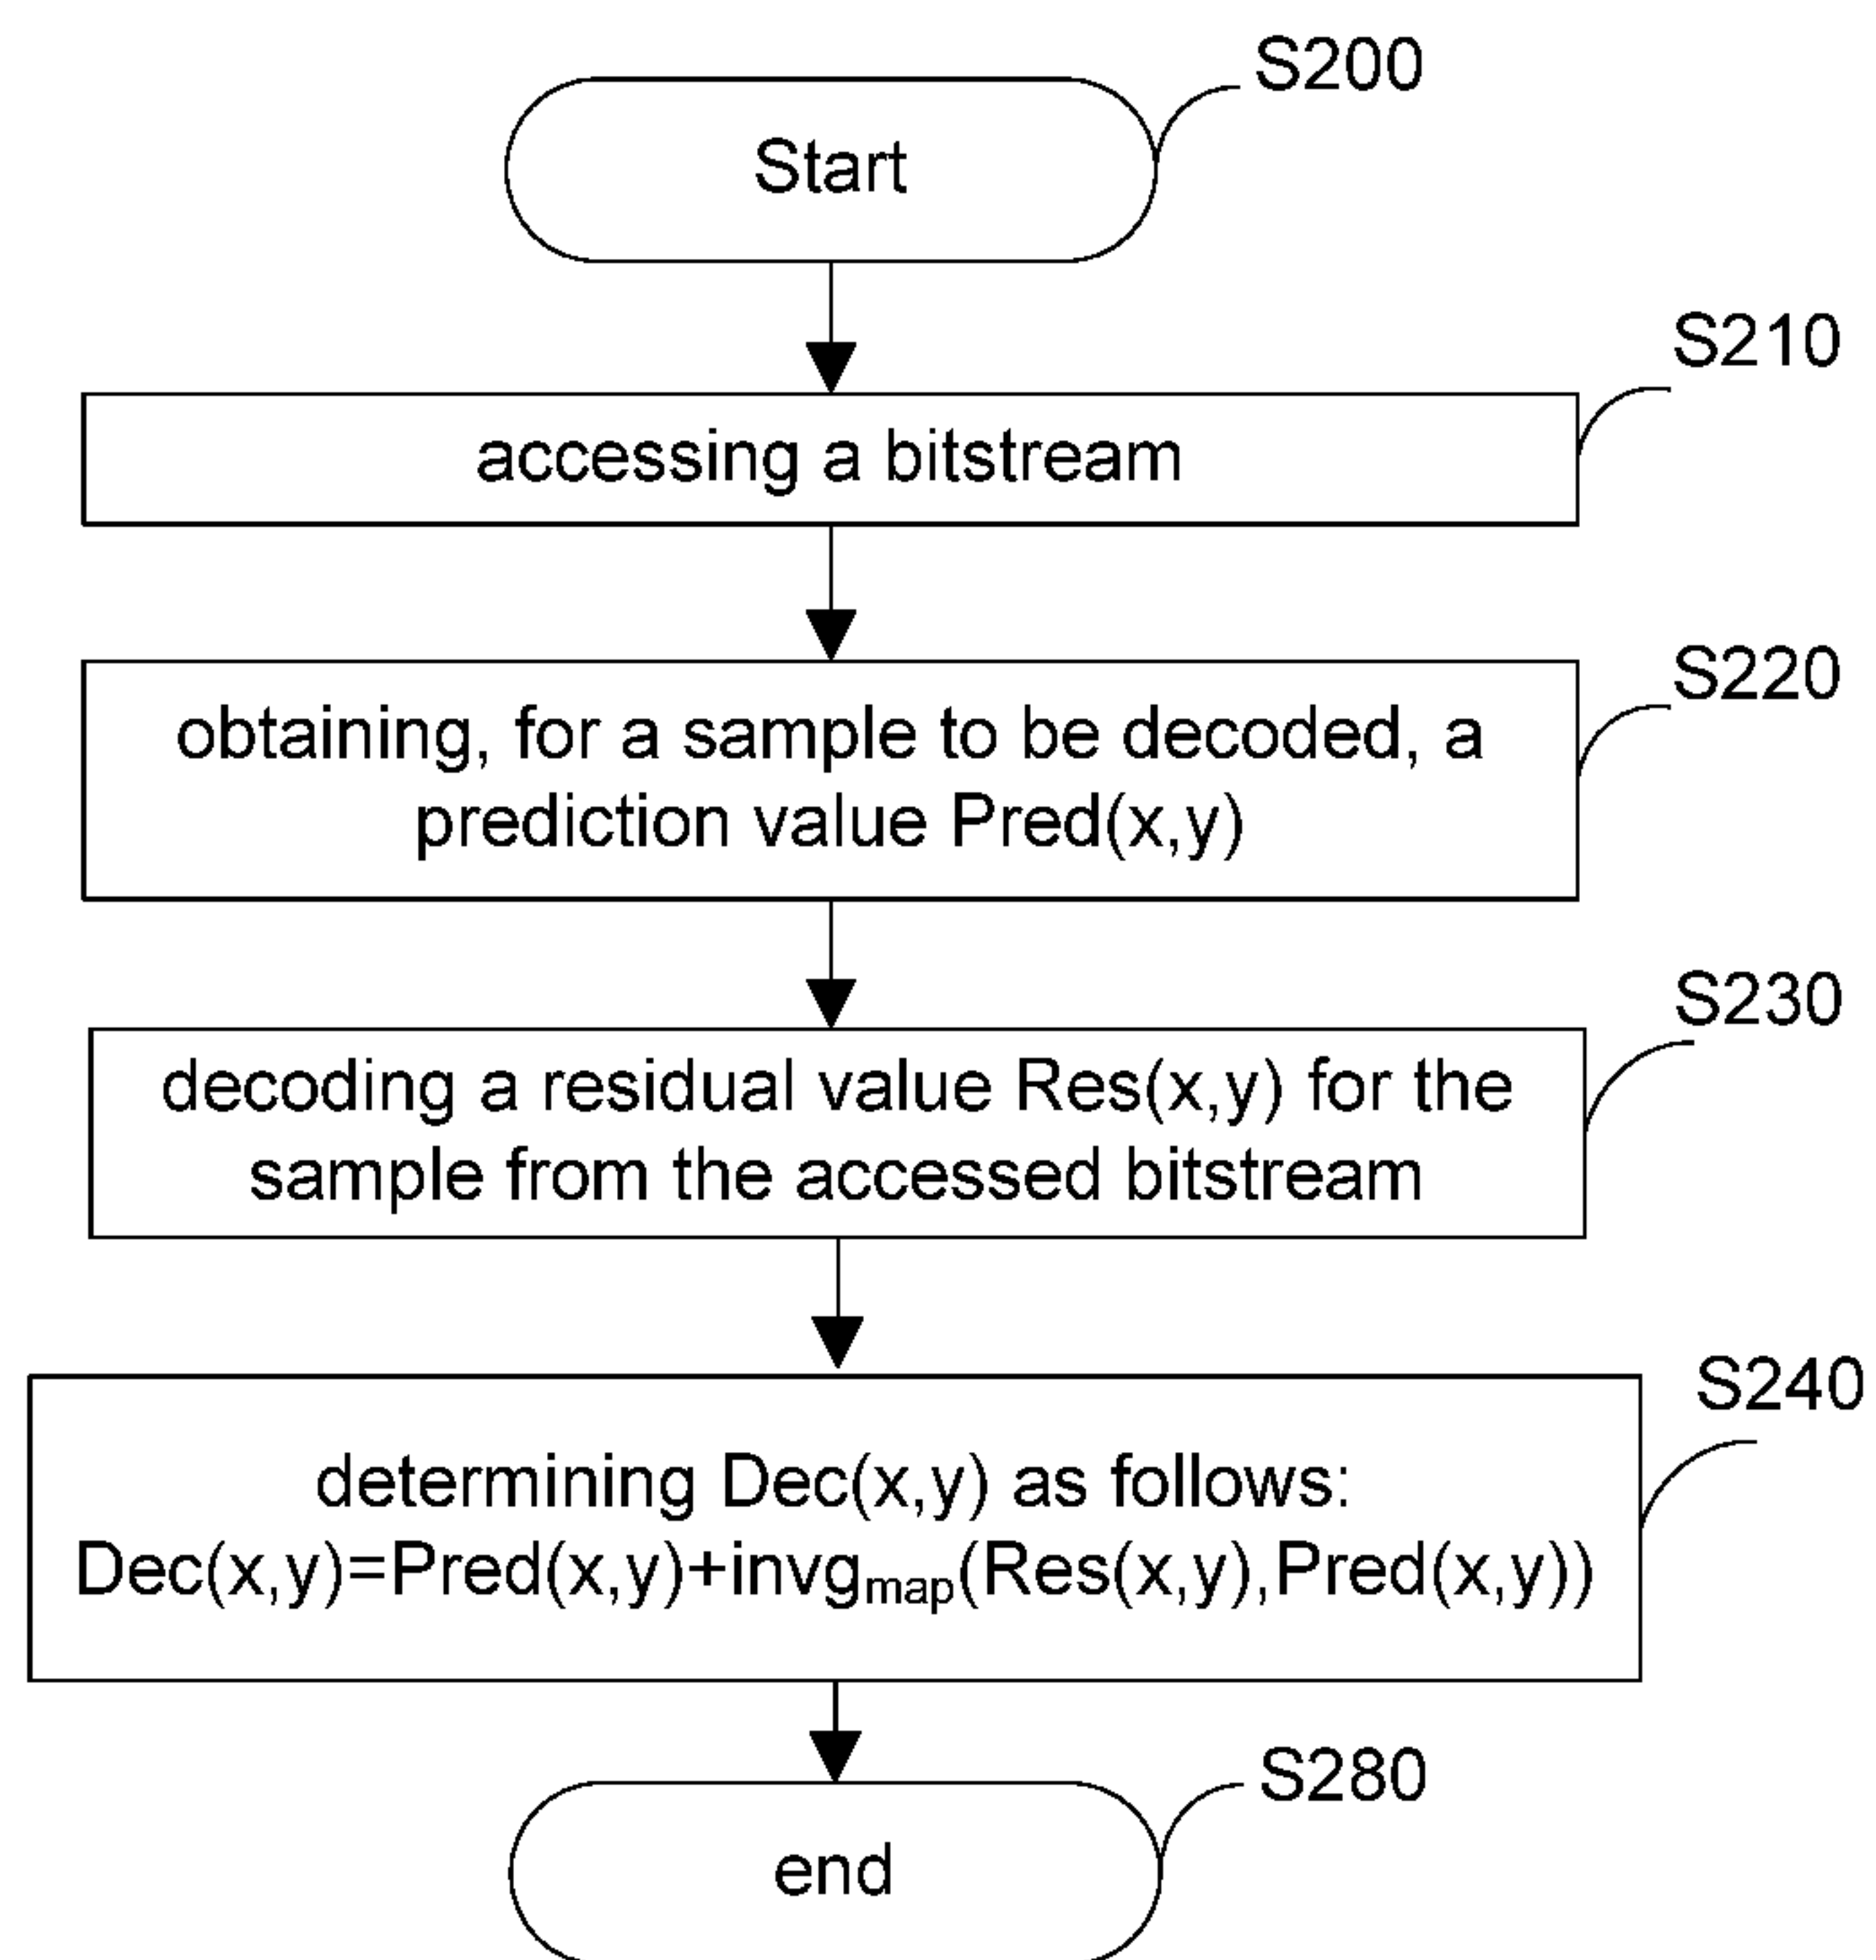 S200
Start
S210
accessing a bitstream
S220
obtaining, for a sample to be decoded, a
prediction value Pred(x,y)
S230
decoding a residual value Res(x,y) for the
sample from the accessed bitstream
S240
determining Dec(x,y) as follows:
Dec(x,y)=Pred(x,y)+invgmap(Res(x,y),Pred(x,y))
S280
end